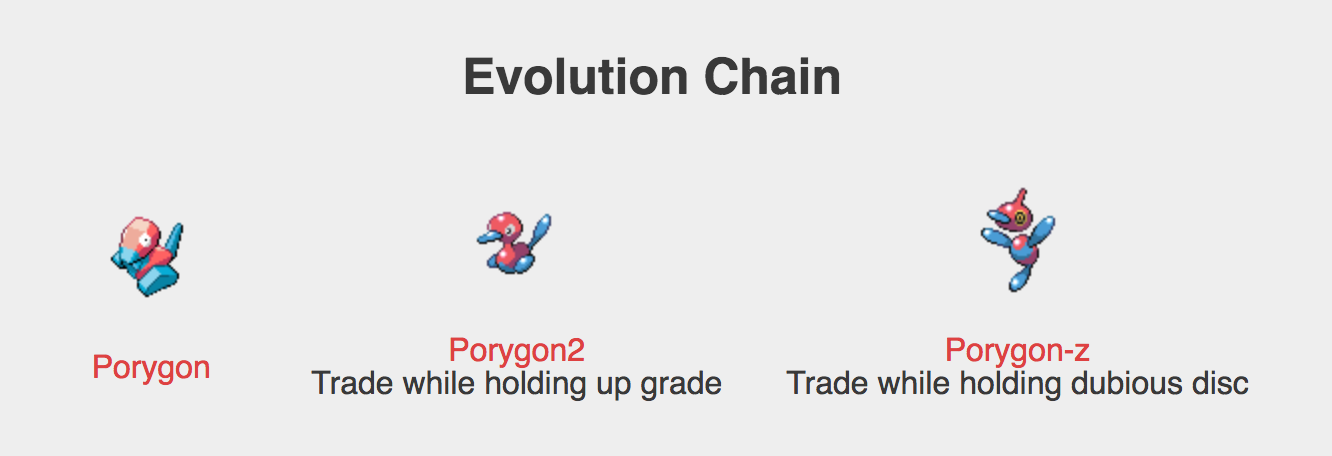 Evolution Chain
Porygon
Porygon2
Trade while holding up grade
Porygon-z
Trade while holding dubious disc